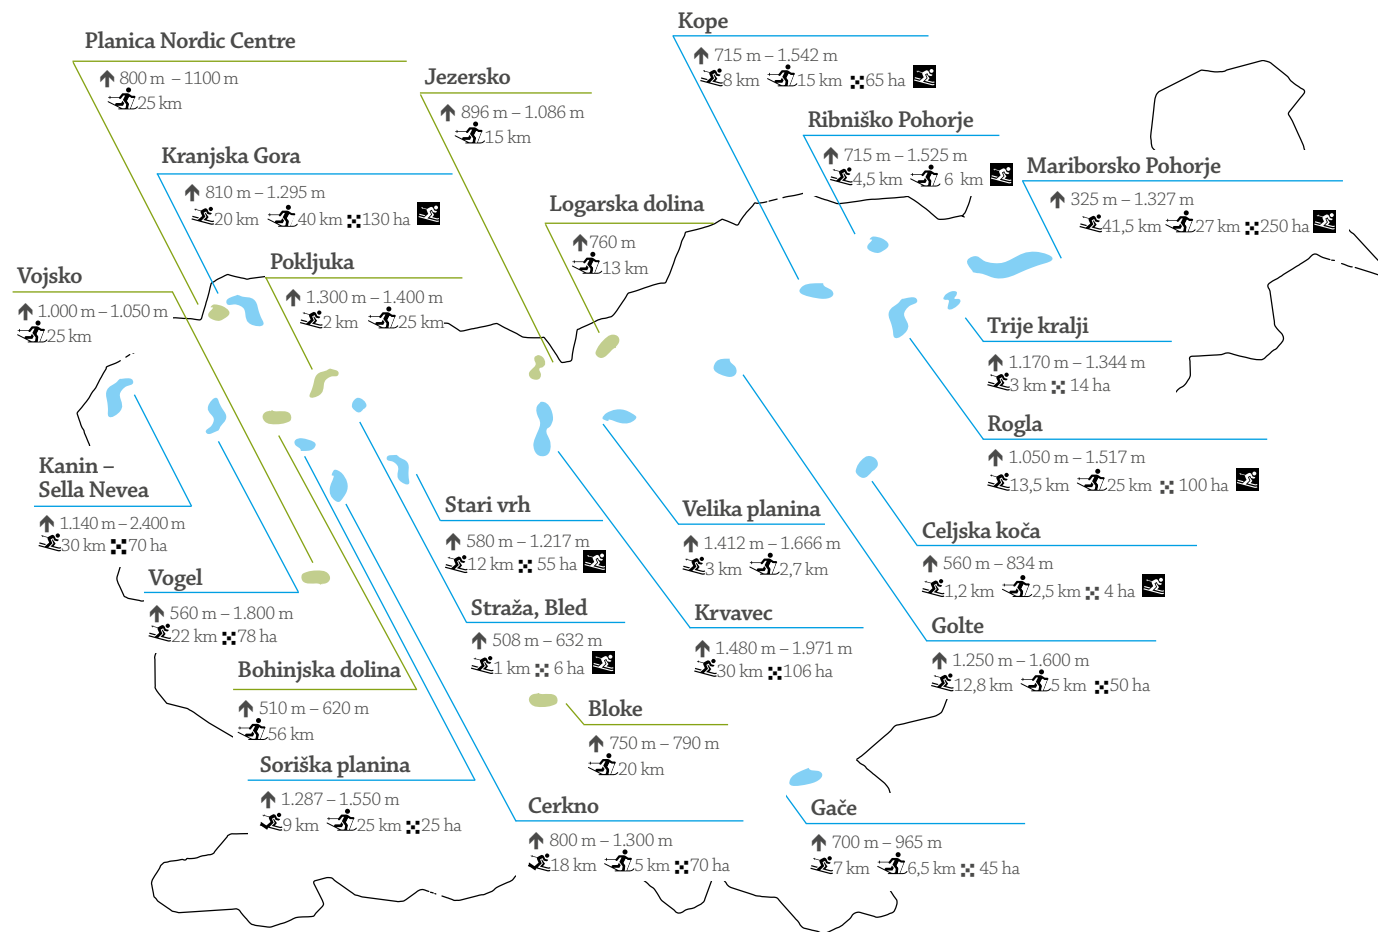 Planica Nordic Centre
800 m – 1100 m
25 km
Kranjska Gora
810 m – 1.295 m
20 km 40 km 130 ha
Vojsko
1.000 m – 1.050 m
25 km
Pokljuka
1.300 m – 1.400 m
2 km 25 km
Jezersko
896 m – 1.086 m
15 km
Logarska dolina
760 m
13 km
Kope
715 m – 1.542 m
8 km 15 km 65 ha
Ribniško Pohorje
715 m – 1.525 m
4,5 km 6 km
Mariborsko Pohorje
325 m – 1.327 m
41,5 km 27 km 250 ha
Trije kralji
1.170 m – 1.344 m
3 km 14 ha
Rogla
1.050 m – 1.517 m
13,5 km 25 km 100 ha
Kanin –
Sella Nevea
1.140 m – 2.400 m
30 km 70 ha
Vogel
560 m – 1.800 m
22 km 78 ha
Bohinjska dolina
510 m – 620 m
56 km
Soriška planina
1.287 m – 1.550 m
9 km 25 km 25 ha
Stari vrh
580 m – 1.217 m
12 km 55 ha
Straža, Bled
508 m – 632 m
1 km 6 ha
Bloke
750 m – 790 m
20 km
Cerkno
800 m – 1.300 m
18 km 5 km 70 ha
Velika planina
1.412 m – 1.666 m
3 km 2,7 km
Krvavec
1.480 m – 1.971 m
30 km 106 ha
Celjska koča
560 m – 834 m
1,2 km 2,5 km 4 ha
Golte
1.250 m – 1.600 m
12,8 km 5 km 50 ha
Gače
700 m – 965 m
7 km 6,5 km 45 ha